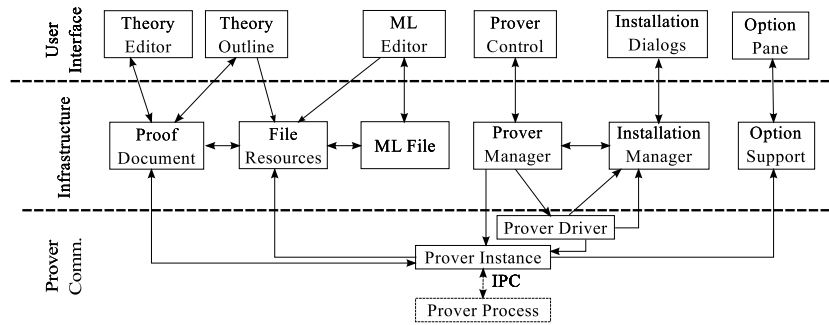 User
Interface
Theory
Editor
Theory
Outline
ML
Editor
Prover
Control
Installation
Dialogs
Option
Pane
Infrastructure
Proof
Document
File
Resources
ML File
Prover
Manager
Installation
Manager
Option
Support
Prover
Comm.
Prover Driver
Prover Instance
IPC
Prover Process